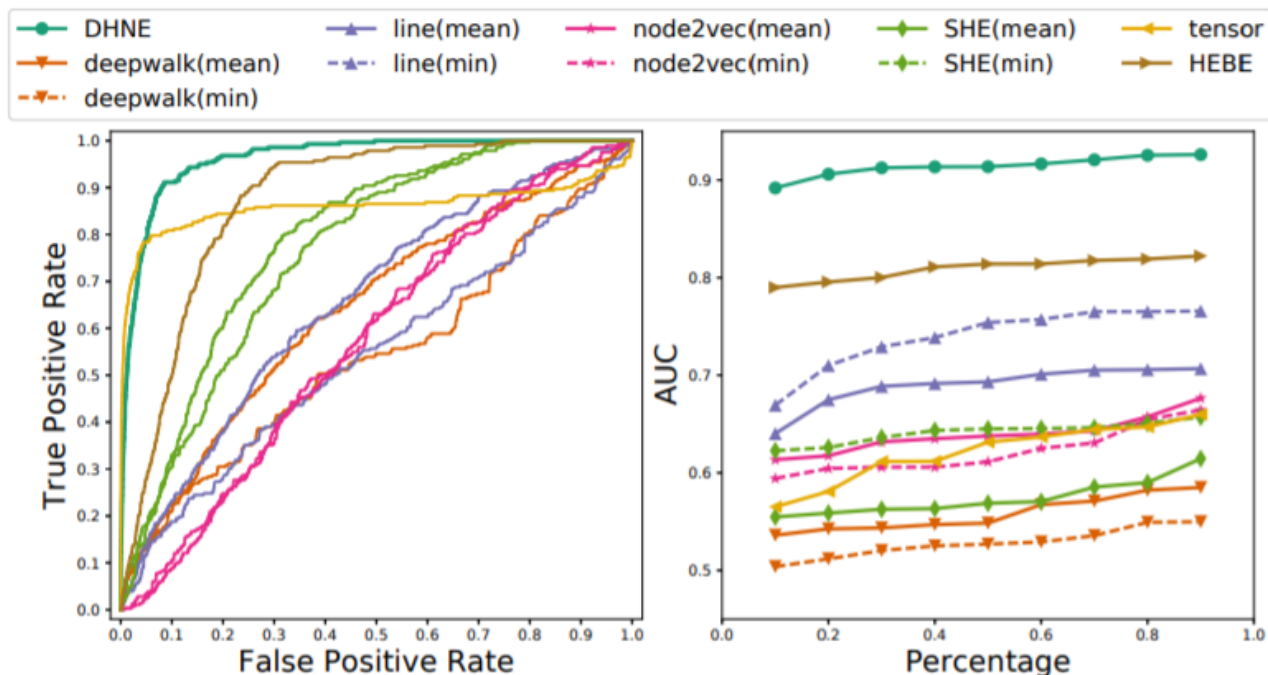 DHNE line(mean) node2vec(mean) SHE(mean) tensor
deepwalk(mean) line(min) node2vec(min) SHE(min) HEBE
deepwalk(min)
1.0
0.9
0.8
0.7
0.6
0.5
0.4
0.3
0.2
0.1
0.0
True Positive Rate
0.0 0.1 0.2 0.3 0.4 0.5 0.6 0.7 0.8 0.9 1.0
False Positive Rate
0.9
0.8
0.7
0.6
0.5
AUC
0.0 0.2 0.4 0.6 0.8 1.0
Percentage